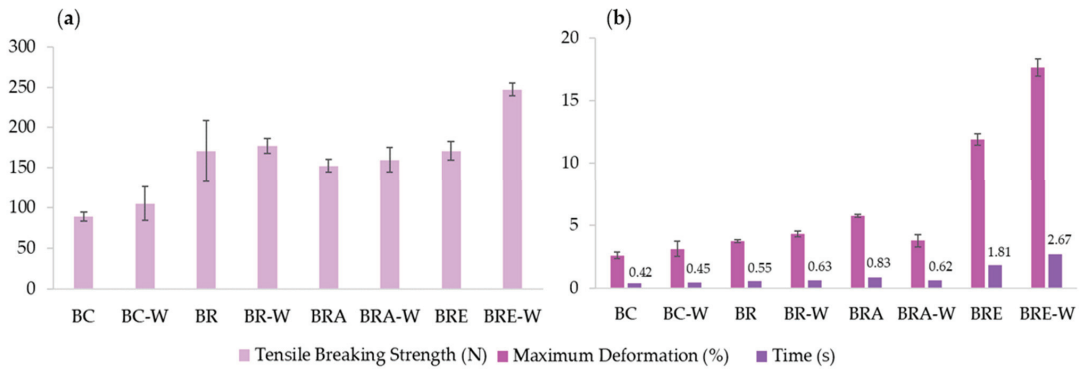 (a)
300
250
200
150
100
50
0
BC BC-W BR BR-W BRA BRA-W BRE BRE-W
(b)
20
15
10
5
0
0.42 0.45 0.55 0.63 0.83 0.62 1.81 2.67
BC BC-W BR BR-W BRA BRA-W BRE BRE-W
Tensile Breaking Strength (N) Maximum Deformation (%) Time (s)